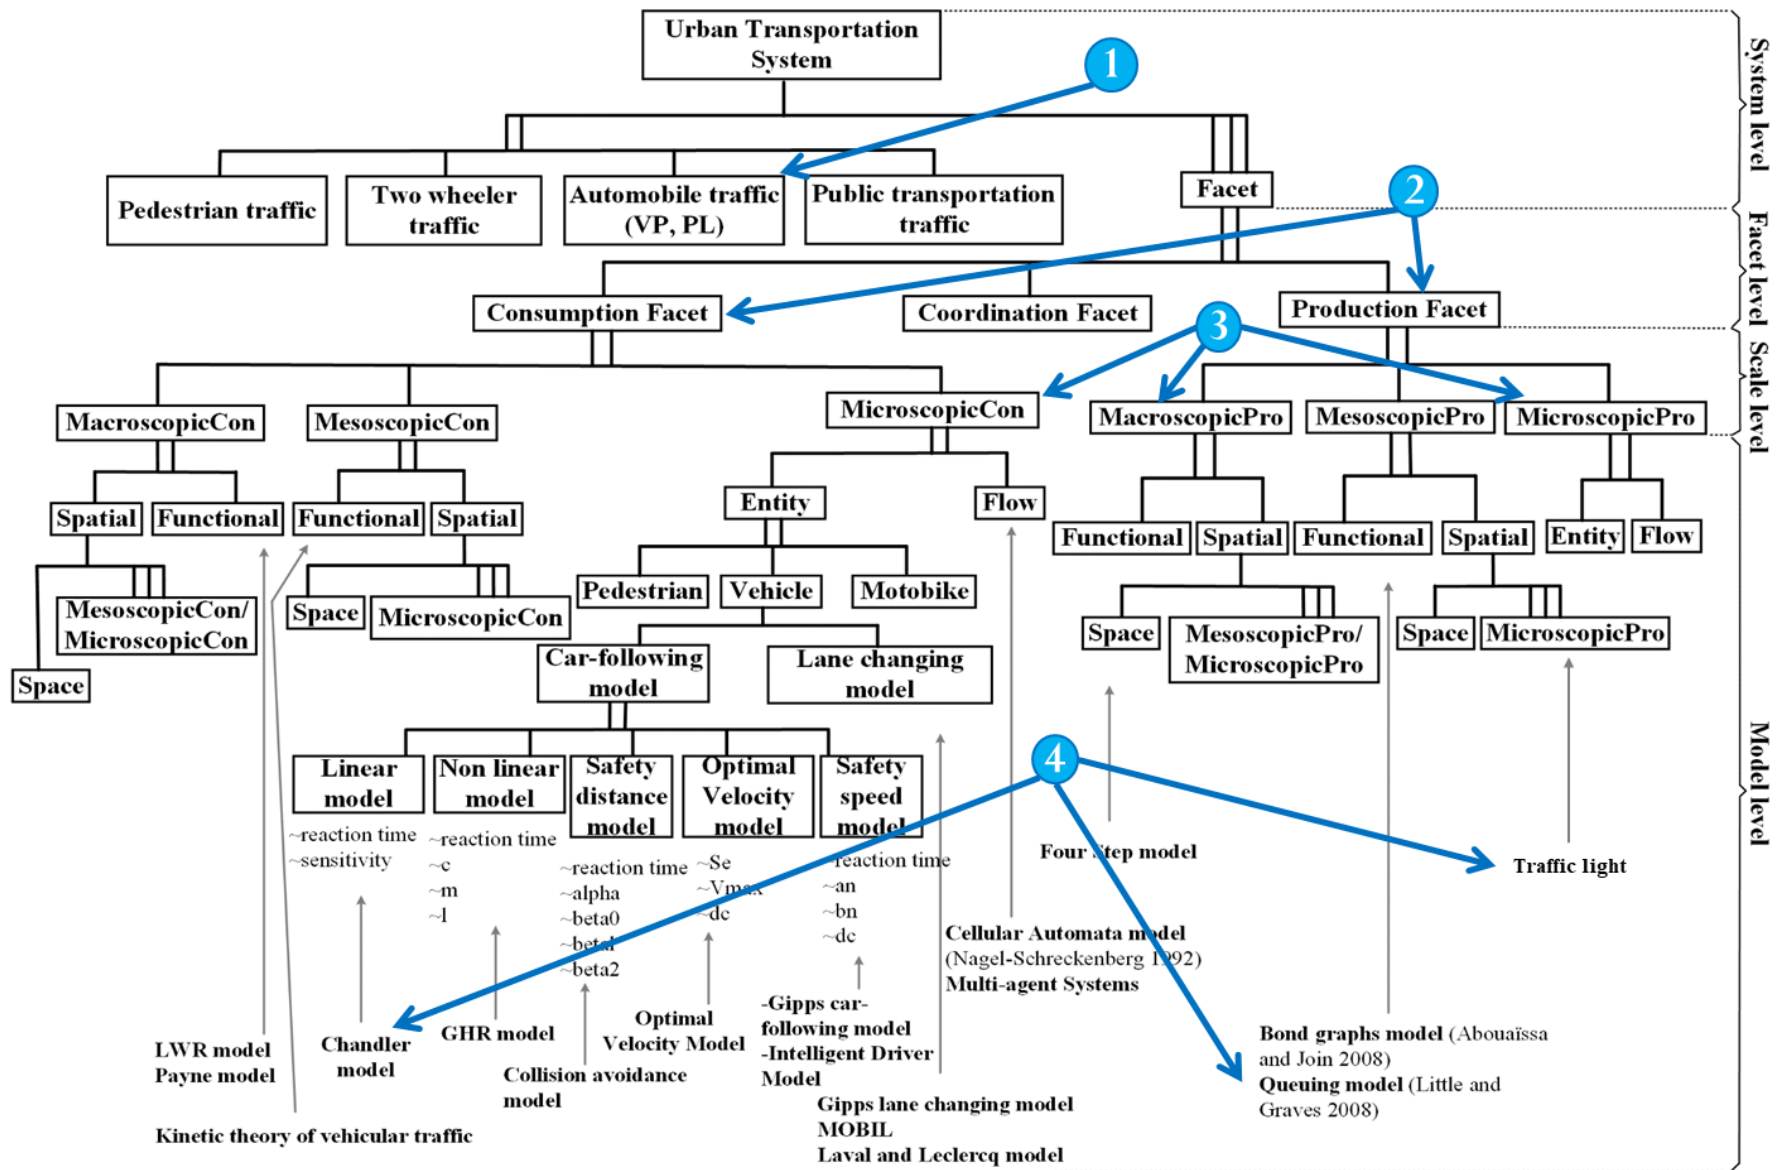 Urban Transportation
System
1
System level
Pedestrian traffic
Two wheeler
traffic
Automobile traffic
(VP, PL)
Public transportation
traffic
Facet
2
Facet level
Consumption Facet
Coordination Facet
Production Facet
3
Scale level
MacroscopicCon
MesoscopicCon
MicroscopicCon
MacroscopicPro
MesoscopicPro
MicroscopicPro
Spatial
Functional
Functional
Spatial
Entity
Flow
Functional
Spatial
Functional
Spatial
Entity
Flow
MesoscopicCon/
MicroscopicCon
Space
Space
MicroscopicCon
Pedestrian
Vehicle
Motobike
Space
MesoscopicPro/
MicroscopicPro
Space
MicroscopicPro
Car-following
model
Lane changing
model
Model level
4
Linear
model
Non linear
model
Safety
distance
model
Optimal
Velocity
model
Safety
speed
model
~reaction time
~sensitivity
~reaction time
~c
~m
~l
~reaction time
~alpha
~beta0
~beta1
~beta2
~Se
~Vmax
~dc
~reaction time
~an
~bn
~dc
Four Step model
Traffic light
Cellular Automata model
(Nagel-Schreckenberg 1992)
Multi-agent Systems
LWR model
Payne model
Chandler
model
GHR model
Collision avoidance
model
Optimal
Velocity Model
-Gipps car-
following model
-Intelligent Driver
Model
Bond graphs model (Abouaïssa
and Join 2008)
Queuing model (Little and
Graves 2008)
Kinetic theory of vehicular traffic
Gipps lane changing model
MOBIL
Laval and Leclercq model